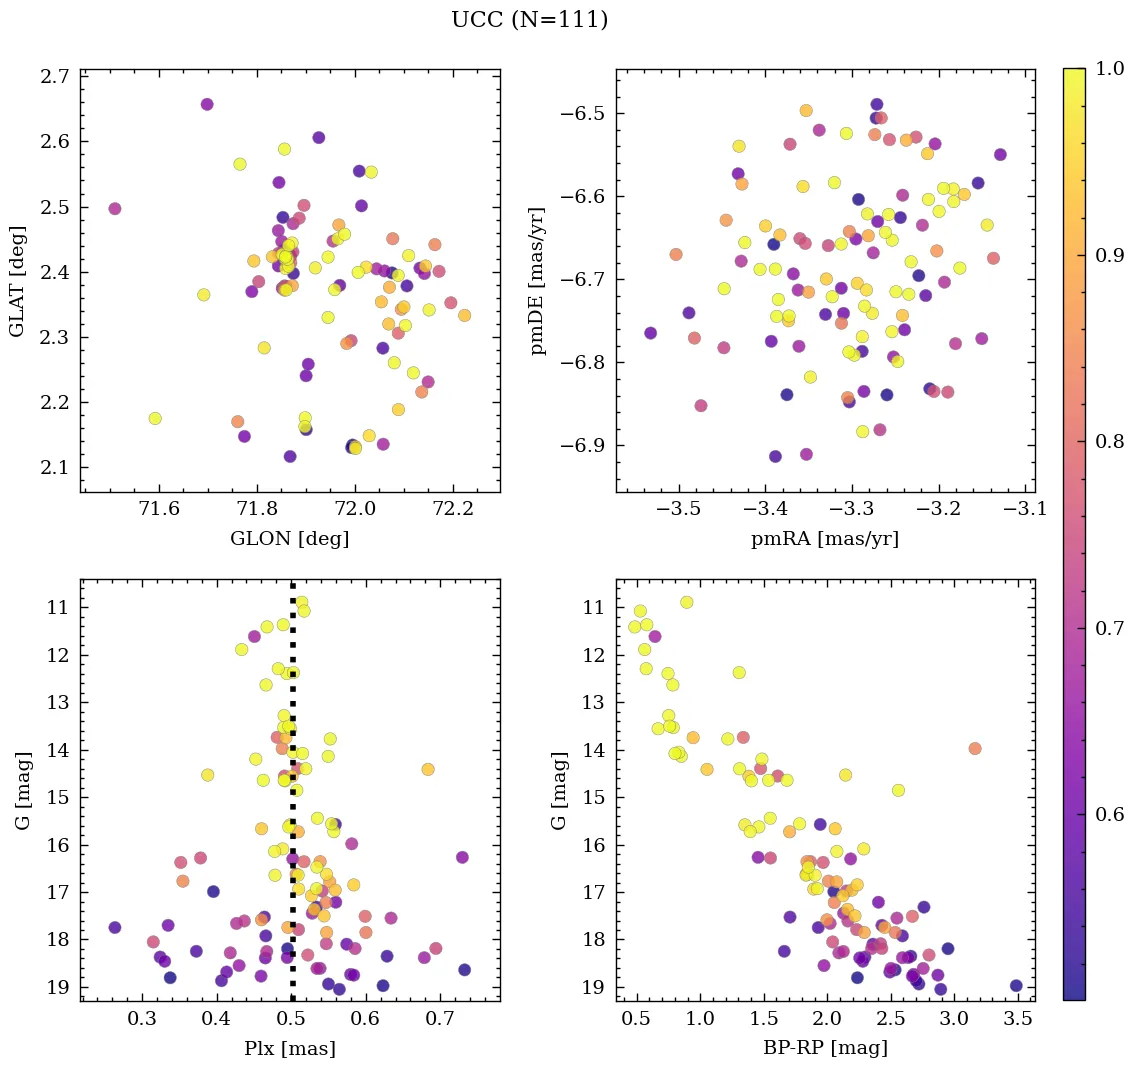 UCC (N=111)
2.7
2.6
2.5
2.4
2.3
2.2
2.1
GLAT [deg]
71.6 71.8 72.0 72.2
GLON [deg]
−6.5
−6.6
−6.7
−6.8
−6.9
pmDE [mas/yr]
−3.5 −3.4 −3.3 −3.2 −3.1
pmRA [mas/yr]
1.0
0.9
0.8
0.7
0.6
11
12
13
14
15
16
17
18
19
G [mag]
0.3 0.4 0.5 0.6 0.7
Plx [mas]
11
12
13
14
15
16
17
18
19
G [mag]
0.5 1.0 1.5 2.0 2.5 3.0 3.5
BP-RP [mag]